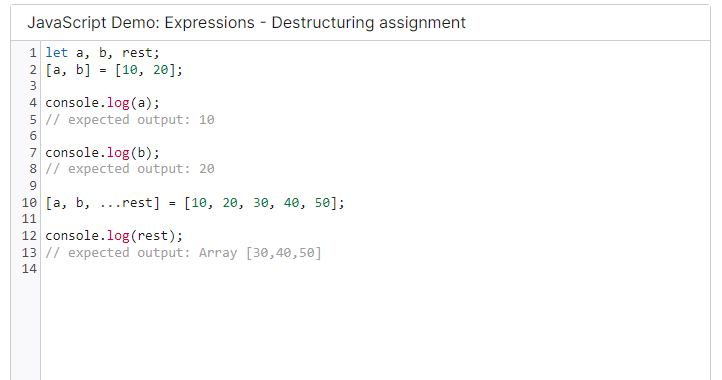 JavaScript Demo: Expressions - Destructuring assignment
1 let a, b, rest;
2 [a, b] = [10, 20];
3
4 console.log(a);
5 // expected output: 10
6
7 console.log(b);
8 // expected output: 20
9
10 [a, b, ...rest] = [10, 20, 30, 40, 50];
11
12 console.log(rest);
13 // expected output: Array [30,40,50]
14